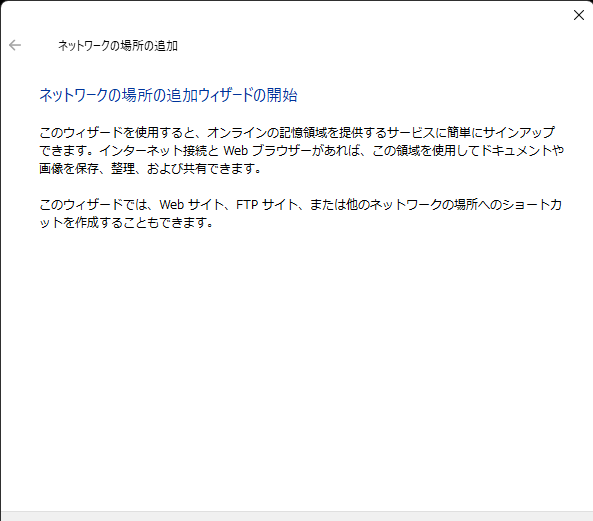 ネットワークの場所の追加
ネットワークの場所の追加ウィザードの開始
このウィザードを使用すると、オンラインの記憶領域を提供するサービスに簡単にサインアップ
できます。インターネット接続と Web ブラウザーがあれば、この領域を使用してドキュメントや
画像を保存、整理、および共有できます。
このウィザードでは、Web サイト、FTP サイト、または他のネットワークの場所へのショートカ
ットを作成することもできます。